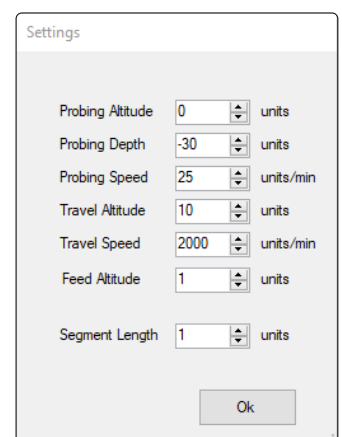 Settings
Probing Altitude 0 units
Probing Depth -30 units
Probing Speed 25 units/min
Travel Altitude 10 units
Travel Speed 2000 units/min
Feed Altitude 1 units
Segment Length 1 units
Ok